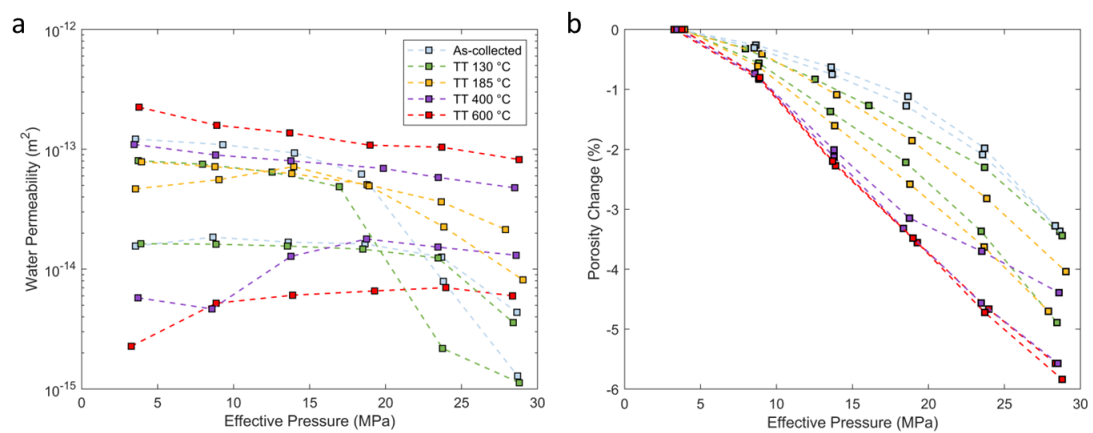 a
10⁻¹²
10⁻¹³
10⁻¹⁴
10⁻¹⁵
Water Permeability (m²)
0 5 10 15 20 25 30
Effective Pressure (MPa)
As-collected
TT 130 °C
TT 185 °C
TT 400 °C
TT 600 °C
b
0
-1
-2
-3
-4
-5
-6
Porosity Change (%)
0 5 10 15 20 25 30
Effective Pressure (MPa)